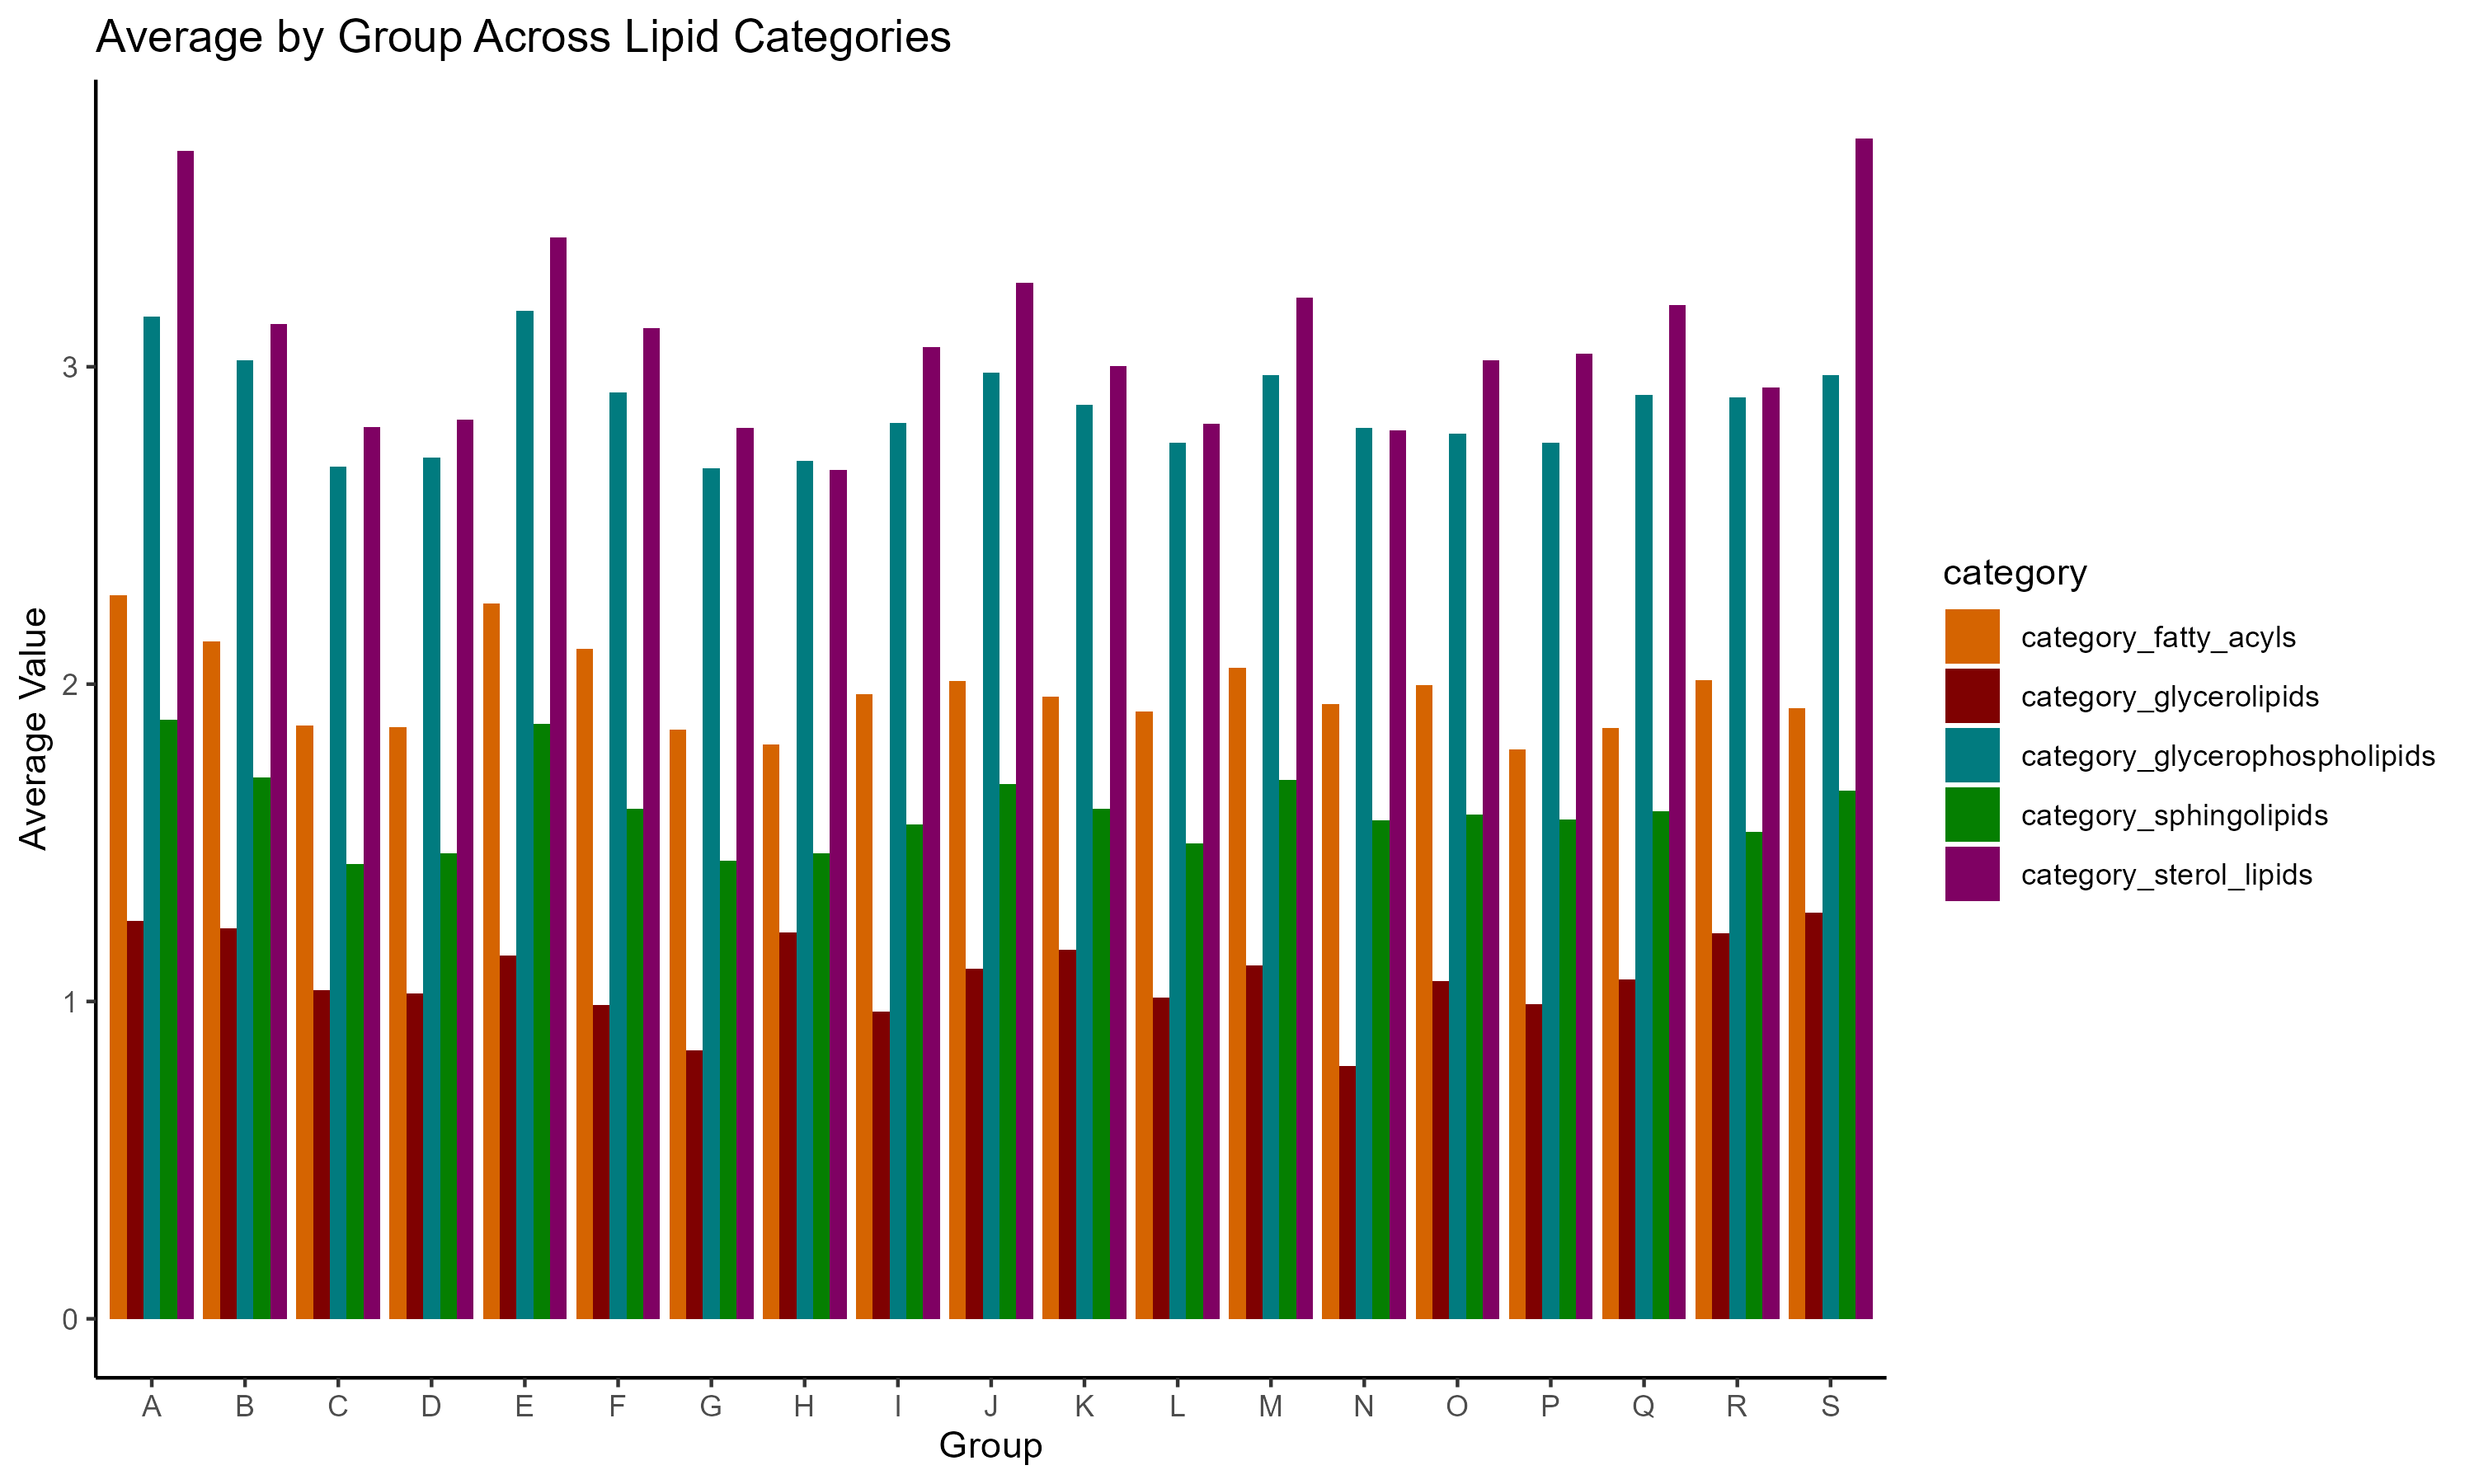 Average by Group Across Lipid Categories
Average Value
3
2
1
0
A B C D E F G H I J K L M N O P Q R S
Group
category
category_fatty_acyls
category_glycerolipids
category_glycerophospholipids
category_sphingolipids
category_sterol_lipids